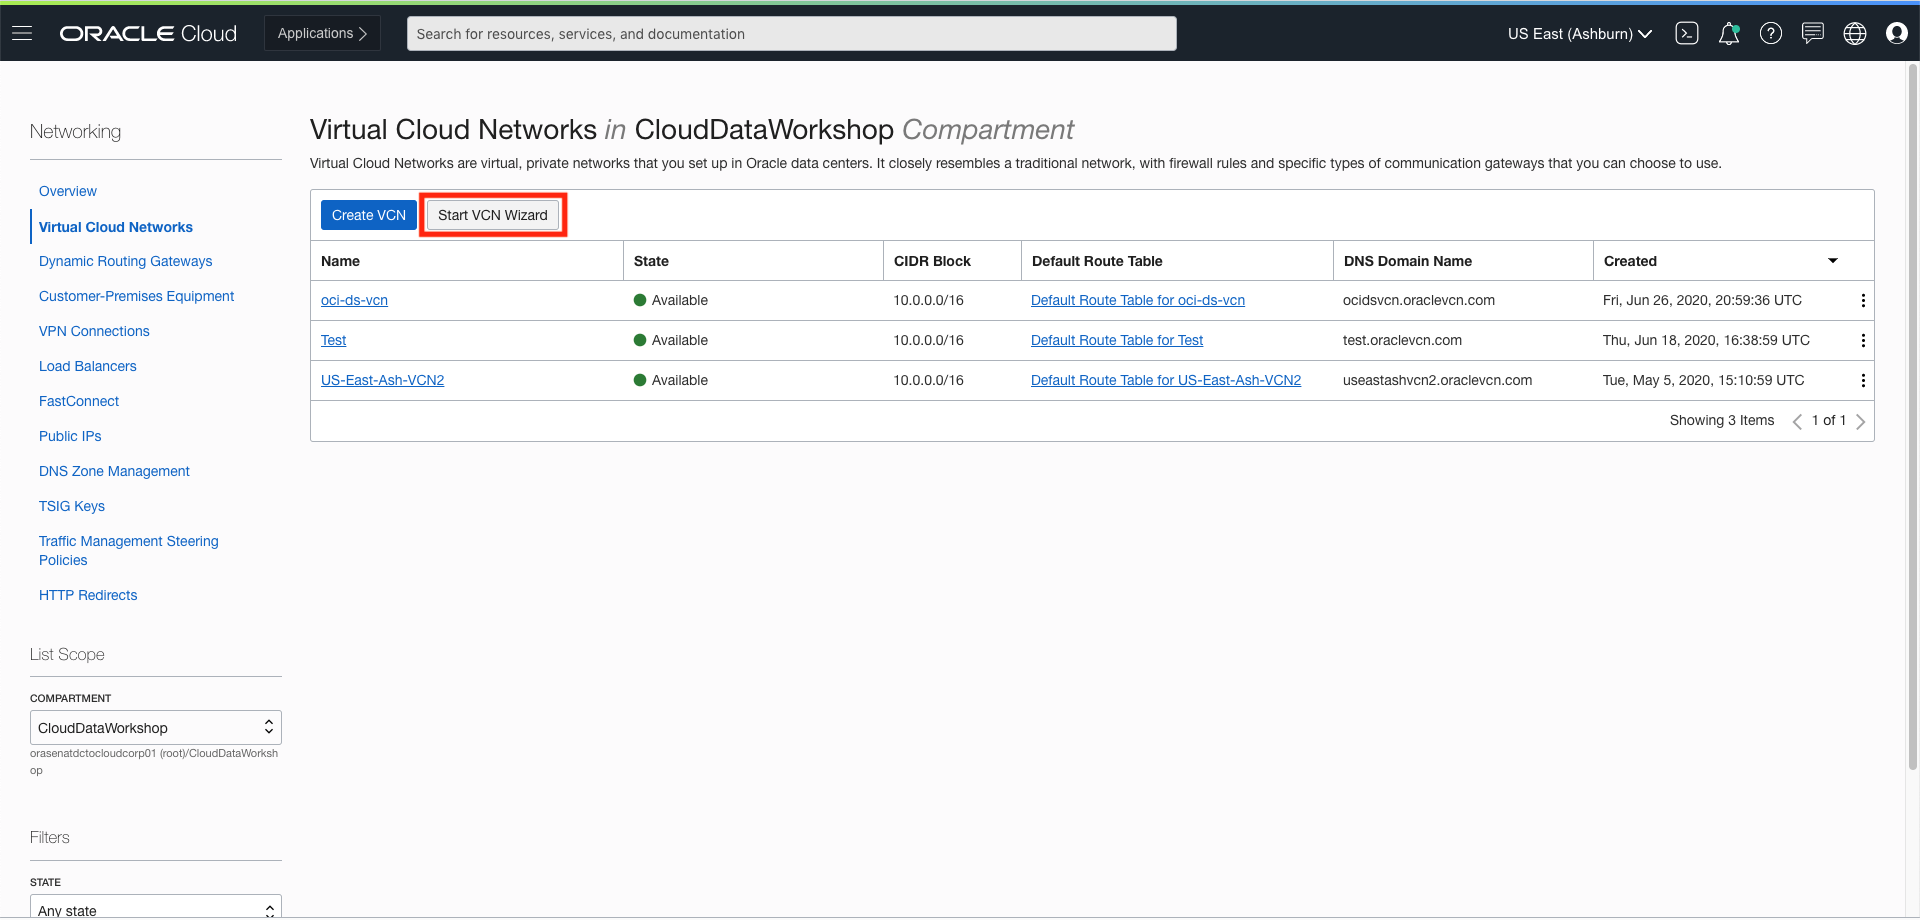 ORACLE Cloud
Applications
Search for resources, services, and documentation
US East (Ashburn)
Networking
Overview
Virtual Cloud Networks
Dynamic Routing Gateways
Customer-Premises Equipment
VPN Connections
Load Balancers
FastConnect
Public IPs
DNS Zone Management
TSIG Keys
Traffic Management Steering
Policies
HTTP Redirects
List Scope
COMPARTMENT
CloudDataWorkshop
orasenatdctocloudcorp01 (root)/CloudDataWorksh
op
Filters
STATE
Any state
Virtual Cloud Networks in CloudDataWorkshop Compartment
Virtual Cloud Networks are virtual, private networks that you set up in Oracle data centers. It closely resembles a traditional network, with firewall rules and specific types of communication gateways that you can choose to use.
Create VCN Start VCN Wizard
Name State CIDR Block Default Route Table DNS Domain Name Created
oci-ds-vcn Available 10.0.0.0/16 Default Route Table for oci-ds-vcn ocidsvcn.oraclevcn.com Fri, Jun 26, 2020, 20:59:36 UTC
Test Available 10.0.0.0/16 Default Route Table for Test test.oraclevcn.com Thu, Jun 18, 2020, 16:38:59 UTC
US-East-Ash-VCN2 Available 10.0.0.0/16 Default Route Table for US-East-Ash-VCN2 useastashvcn2.oraclevcn.com Tue, May 5, 2020, 15:10:59 UTC
Showing 3 Items 1 of 1